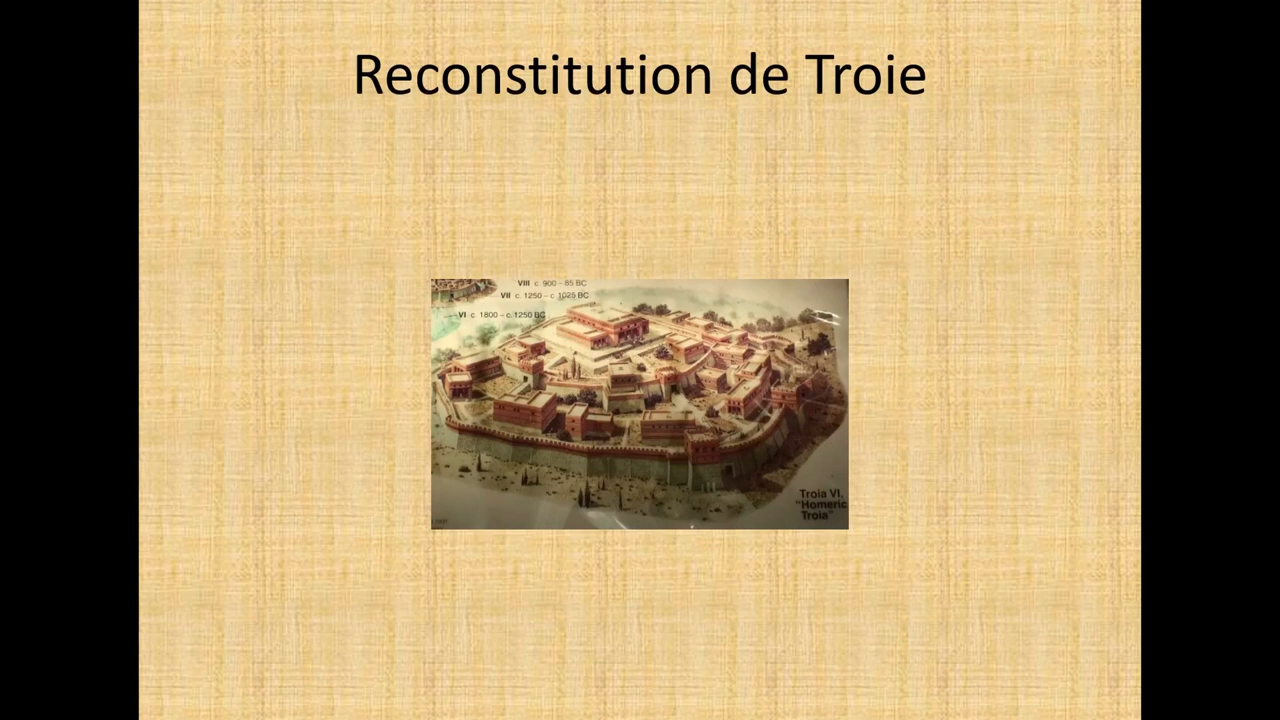 Reconstitution de Troie
VIII c. 900 – 85 BC
VII c. 1250 – c. 1025 BC
VI c. 1800 – c. 1250 BC
Troia VI,
"Homeric
Troia"